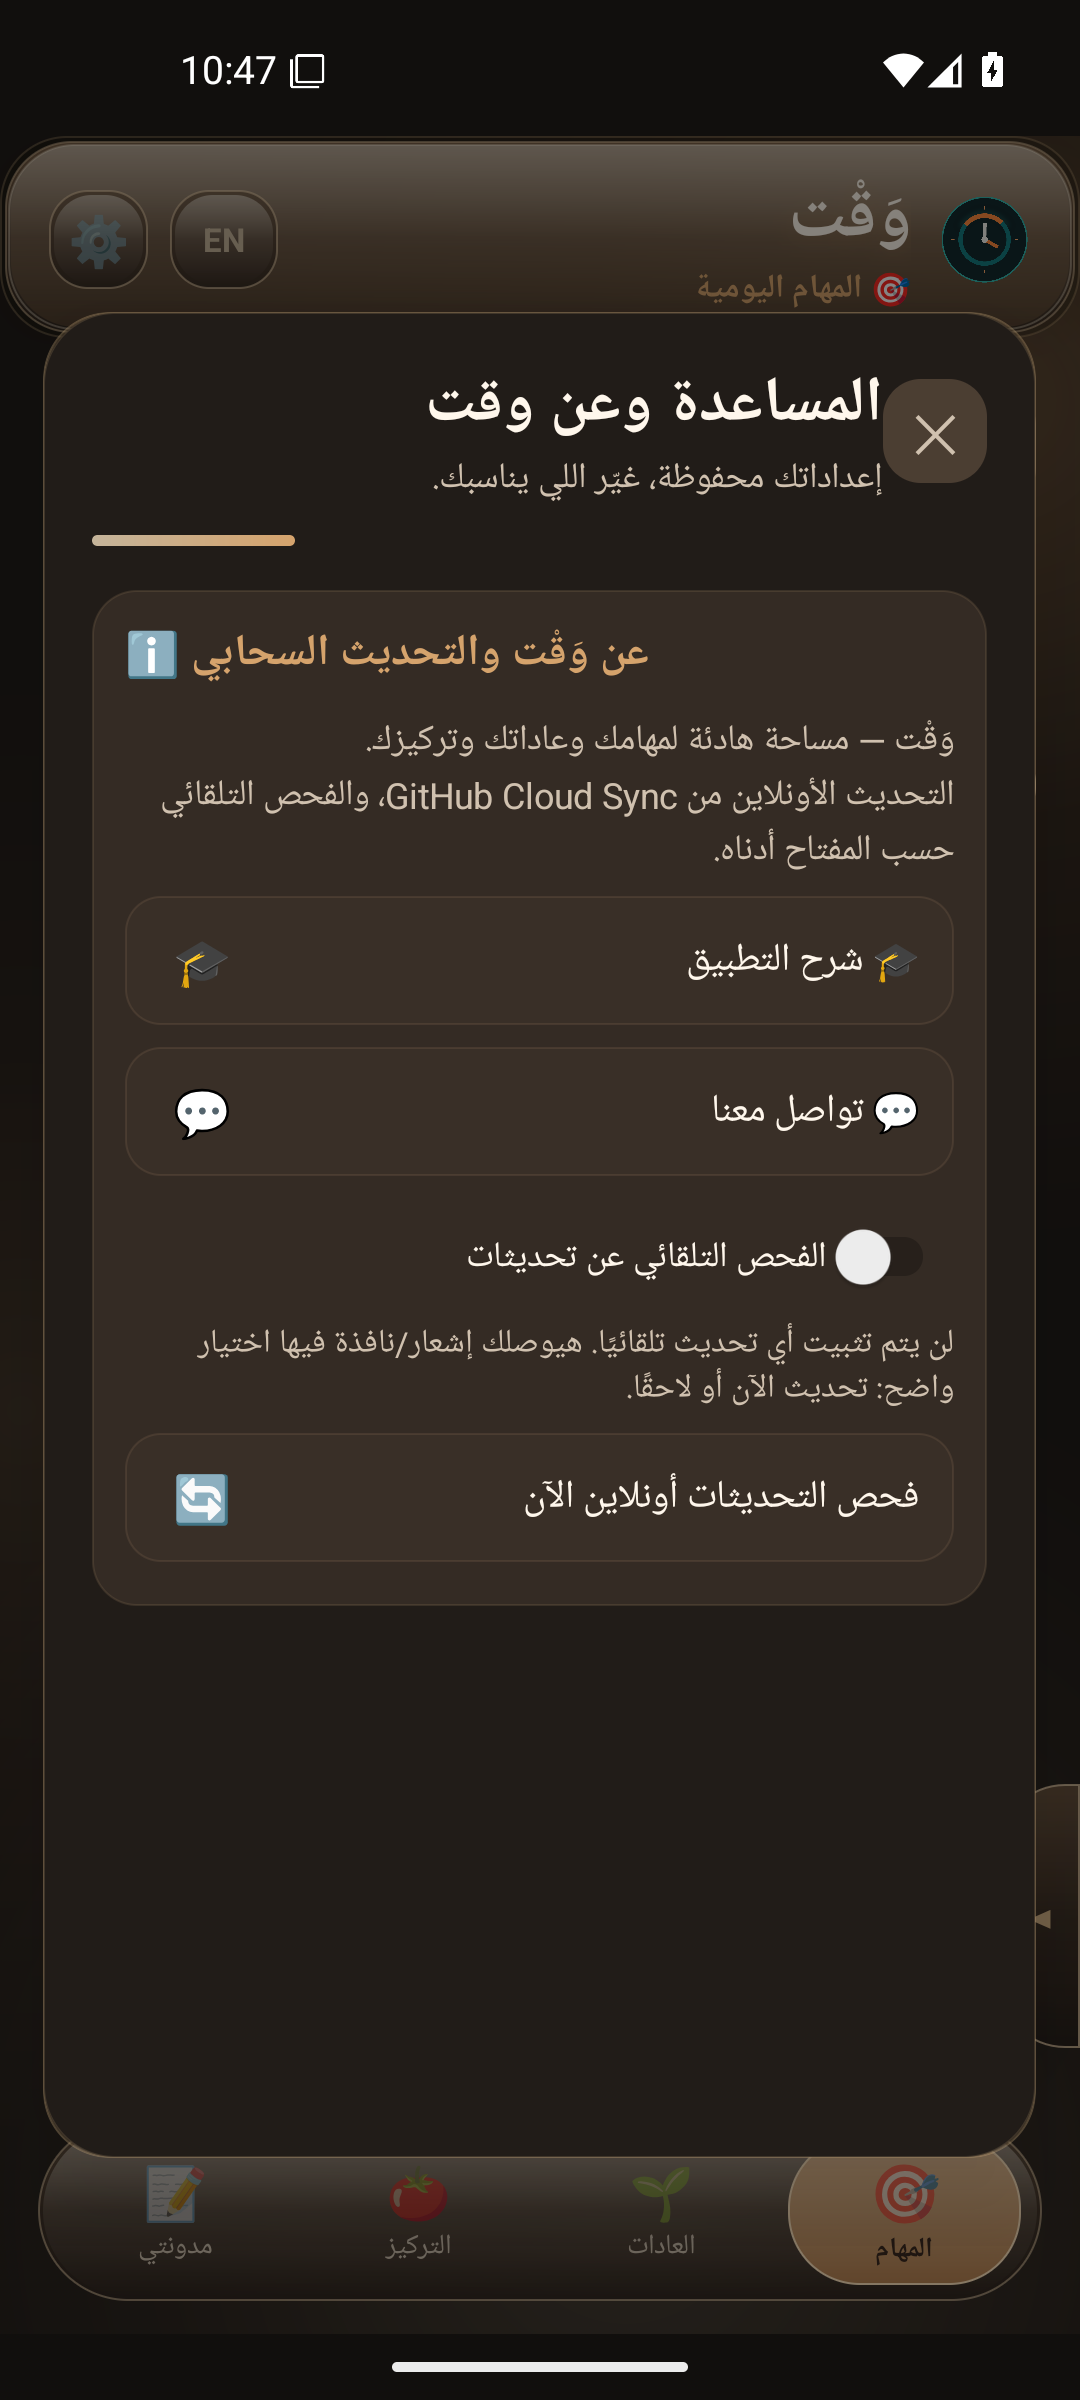 10:47
وَقْت
🎯 المهام اليومية
EN
المساعدة وعن وقت
إعداداتك محفوظة، غيّر اللي يناسبك.
عن وَقْت والتحديث السحابي ℹ️
وَقْت — مساحة هادئة لمهامك وعاداتك وتركيزك.
التحديث الأونلاين من GitHub Cloud Sync، والفحص التلقائي
حسب المفتاح أدناه.
🎓 شرح التطبيق 🎓
💬 تواصل معنا 💬
الفحص التلقائي عن تحديثات
لن يتم تثبيت أي تحديث تلقائيًا. هيوصلك إشعار/نافذة فيها اختيار
واضح: تحديث الآن أو لاحقًا.
فحص التحديثات أونلاين الآن 🔄
المهام
العادات
التركيز
مدونتي